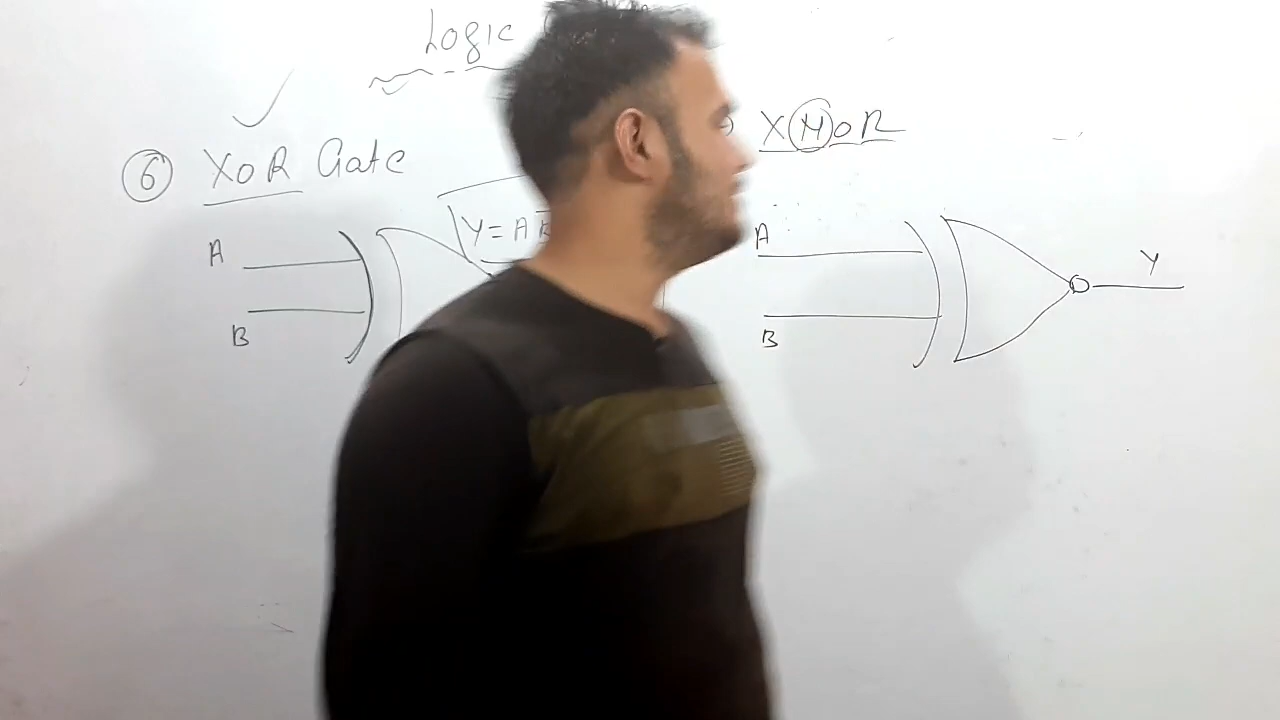 Logic
6 XOR Gate
XNOR
A
B
Y = A B̅
A
B
Y